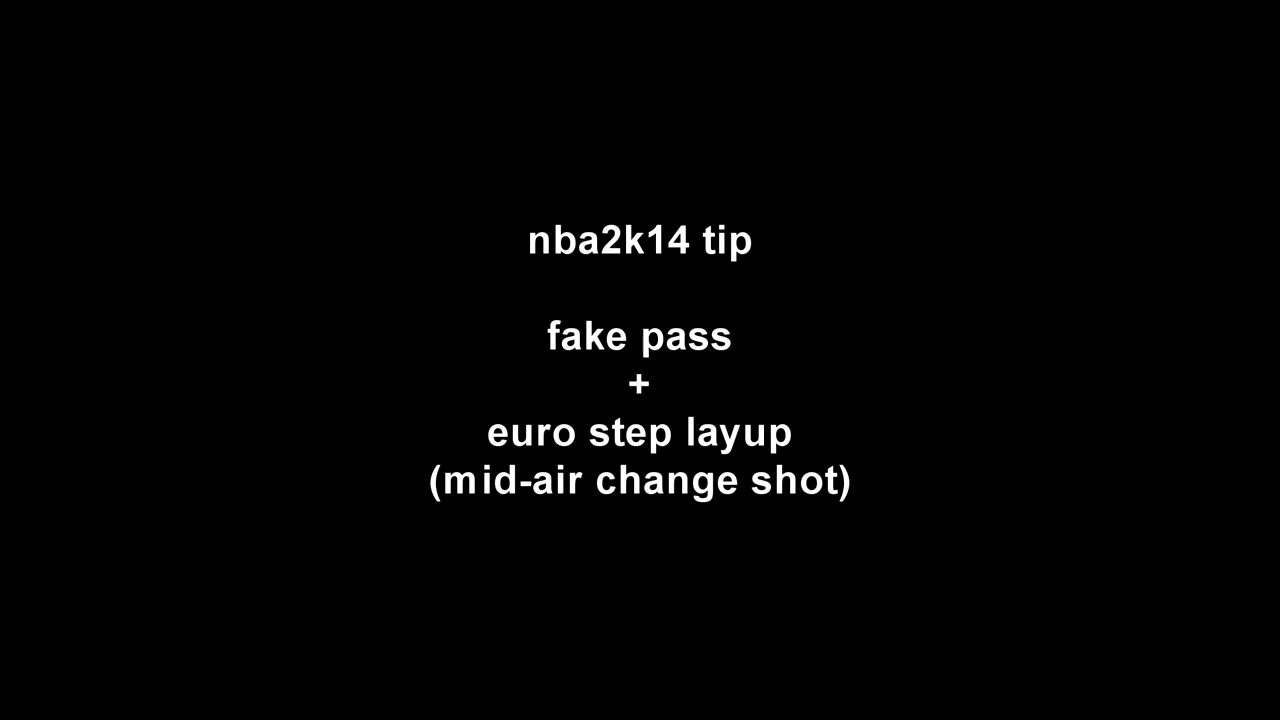 nba2k14 tip
fake pass
+
euro step layup
(mid-air change shot)